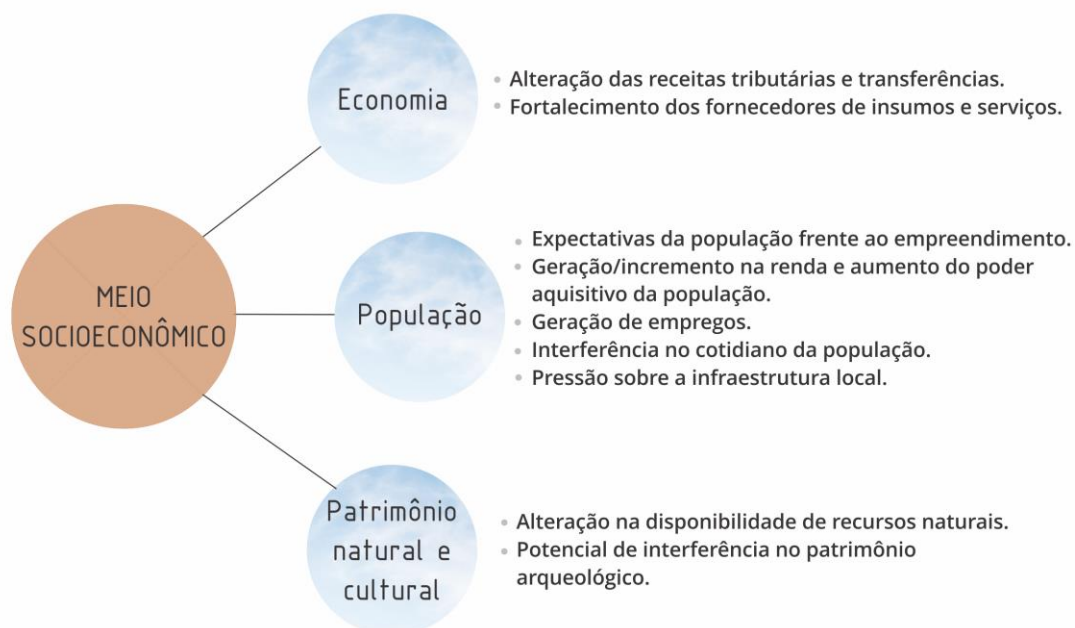 Economia
• Alteração das receitas tributárias e transferências.
• Fortalecimento dos fornecedores de insumos e serviços.
MEIO
SOCIOECONÔMICO
População
• Expectativas da população frente ao empreendimento.
• Geração/incremento na renda e aumento do poder
aquisitivo da população.
• Geração de empregos.
• Interferência no cotidiano da população.
• Pressão sobre a infraestrutura local.
Patrimônio
natural e
cultural
• Alteração na disponibilidade de recursos naturais.
• Potencial de interferência no patrimônio
arqueológico.